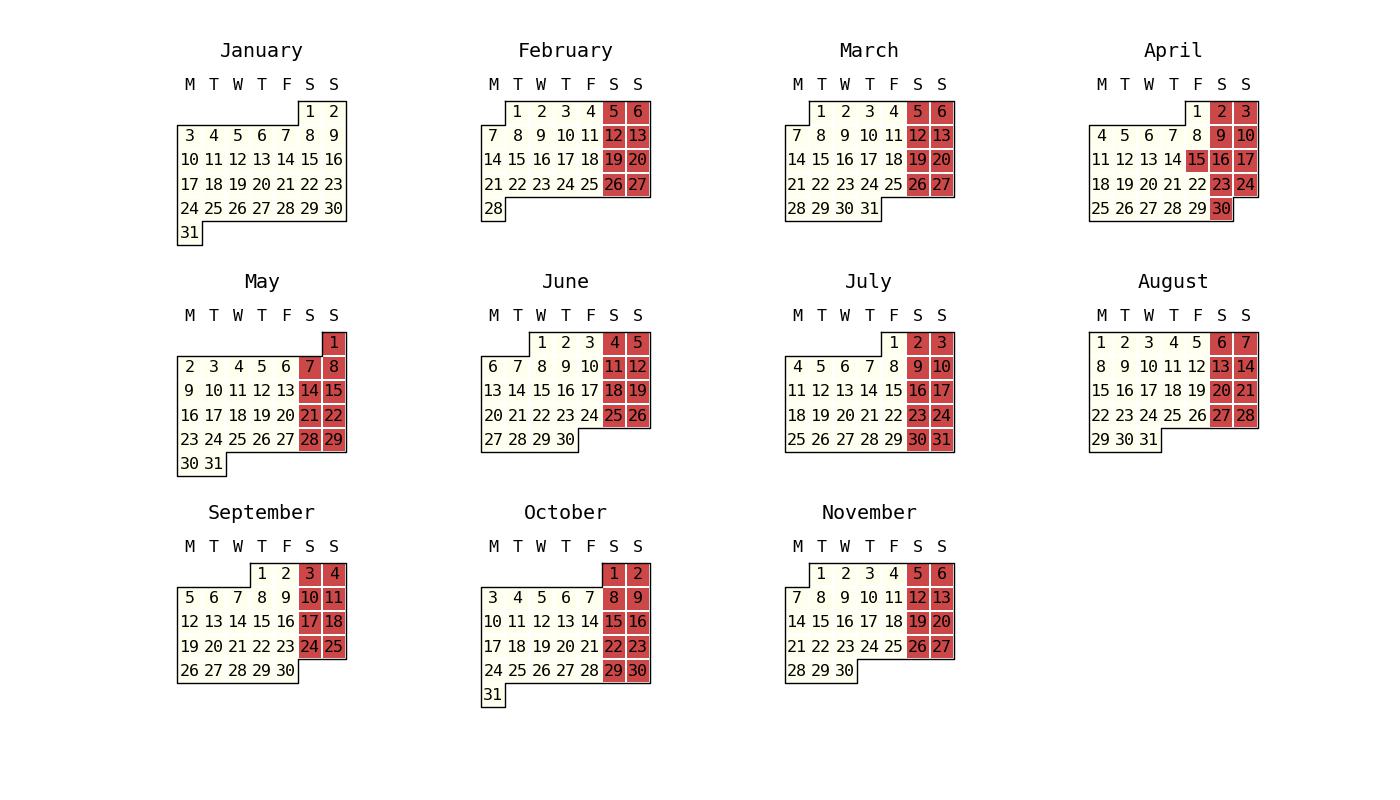 January February March April
M T W T F S S M T W T F S S M T W T F S S M T W T F S S
1 2 1 2 3 4 5 6 1 2 3 4 5 6 1 2 3
3 4 5 6 7 8 9 7 8 9 10 11 12 13 7 8 9 10 11 12 13 4 5 6 7 8 9 10
10 11 12 13 14 15 16 14 15 16 17 18 19 20 14 15 16 17 18 19 20 11 12 13 14 15 16 17
17 18 19 20 21 22 23 21 22 23 24 25 26 27 21 22 23 24 25 26 27 18 19 20 21 22 23 24
24 25 26 27 28 29 30 28 28 29 30 31 25 26 27 28 29 30
31
May June July August
M T W T F S S M T W T F S S M T W T F S S M T W T F S S
1 1 2 3 4 5 1 2 3 1 2 3 4 5 6 7
2 3 4 5 6 7 8 6 7 8 9 10 11 12 4 5 6 7 8 9 10 8 9 10 11 12 13 14
9 10 11 12 13 14 15 13 14 15 16 17 18 19 11 12 13 14 15 16 17 15 16 17 18 19 20 21
16 17 18 19 20 21 22 20 21 22 23 24 25 26 18 19 20 21 22 23 24 22 23 24 25 26 27 28
23 24 25 26 27 28 29 27 28 29 30 25 26 27 28 29 30 31 29 30 31
30 31
September October November
M T W T F S S M T W T F S S M T W T F S S
1 2 3 4 1 2 1 2 3 4 5 6
5 6 7 8 9 10 11 3 4 5 6 7 8 9 7 8 9 10 11 12 13
12 13 14 15 16 17 18 10 11 12 13 14 15 16 14 15 16 17 18 19 20
19 20 21 22 23 24 25 17 18 19 20 21 22 23 21 22 23 24 25 26 27
26 27 28 29 30 24 25 26 27 28 29 30 28 29 30
31